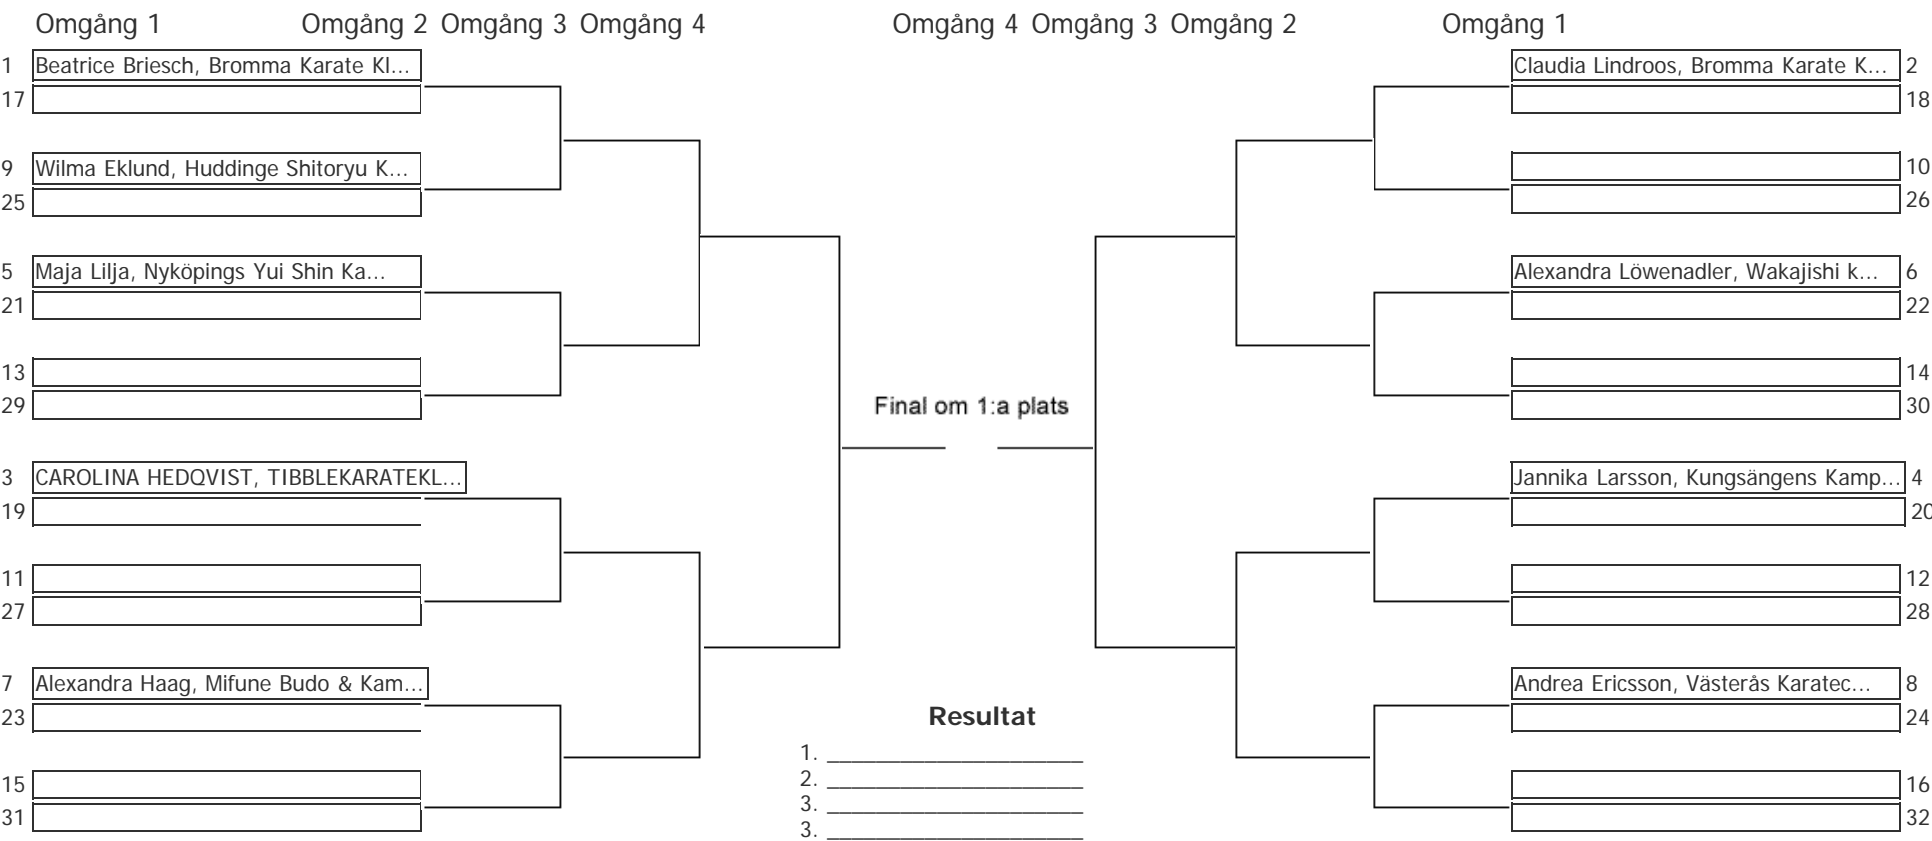 Omgång 1 Omgång 2 Omgång 3 Omgång 4 Omgång 4 Omgång 3 Omgång 2 Omgång 1
1 Beatrice Briesch, Bromma Karate Kl... Claudia Lindroos, Bromma Karate K... 2
17 18
9 Wilma Eklund, Huddinge Shitoryu K... 10
25 26
5 Maja Lilja, Nyköpings Yui Shin Ka... Alexandra Löwenadler, Wakajishi k... 6
21 22
13 14
29 30
Final om 1:a plats
3 CAROLINA HEDQVIST, TIBBLEKARATEKL... Jannika Larsson, Kungsängens Kamp... 4
19 20
11 12
27 28
7 Alexandra Haag, Mifune Budo & Kam... Andrea Ericsson, Västerås Karatec... 8
23 24
Resultat
1. _____________________
2. _____________________
15 16
3. _____________________
31 32
3. _____________________